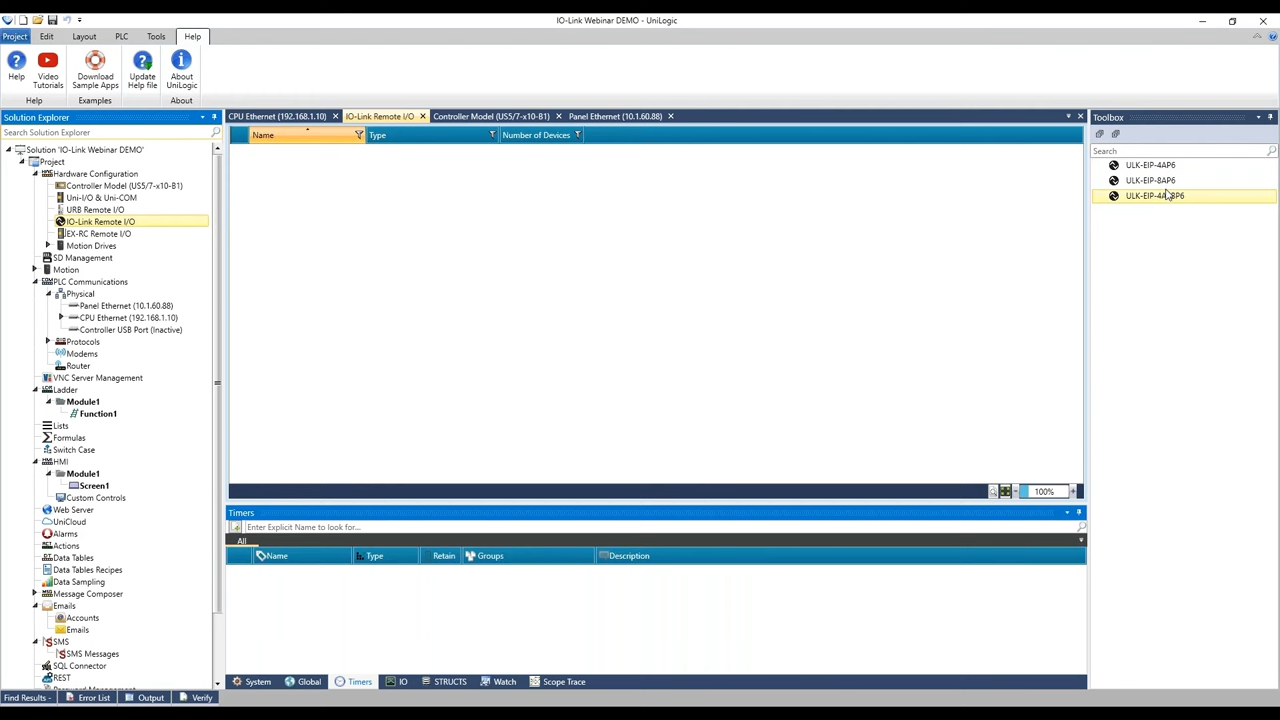 IO-Link Webinar DEMO - UniLogic
Project Edit Layout PLC Tools Help
Help Video Tutorials Download Sample Apps Update Help file About UniLogic
Help Examples About
Solution Explorer
Search Solution Explorer
Solution 'IO-Link Webinar DEMO'
Project
Hardware Configuration
Controller Model (US5/7-x10-B1)
Uni-I/O & Uni-COM
URB Remote I/O
IO-Link Remote I/O
EX-RC Remote I/O
Motion Drives
SD Management
Motion
PLC Communications
Physical
Panel Ethernet (10.1.60.88)
CPU Ethernet (192.168.1.10)
Controller USB Port (Inactive)
Protocols
Modems
Router
VNC Server Management
Ladder
Module1
Function1
Lists
Formulas
Switch Case
HMI
Module1
Screen1
Custom Controls
Web Server
UniCloud
Alarms
Actions
Data Tables
Data Tables Recipes
Data Sampling
Message Composer
Emails
Accounts
Emails
SMS
SMS Messages
SQL Connector
REST
CPU Ethernet (192.168.1.10) IO-Link Remote I/O Controller Model (US5/7-x10-B1) Panel Ethernet (10.1.60.88)
Name Type Number of Devices
100%
Timers
Enter Explicit Name to look for...
All
Name Type Retain Groups Description
System Global Timers IO STRUCTS Watch Scope Trace
Toolbox
Search
ULK-EIP-4AP6
ULK-EIP-8AP6
Find Results - Error List Output Verify